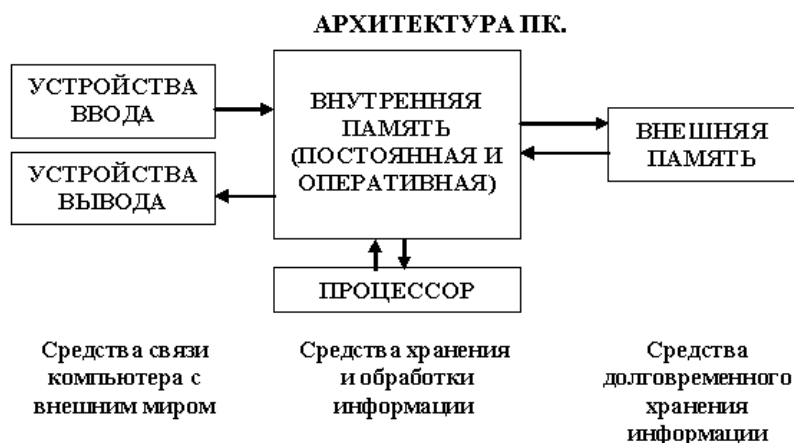 АРХИТЕКТУРА ПК.
УСТРОЙСТВА
ВВОДА
УСТРОЙСТВА
ВЫВОДА
ВНУТРЕННЯЯ
ПАМЯТЬ
(ПОСТОЯННАЯ И
ОПЕРАТИВНАЯ)
ВНЕШНЯЯ
ПАМЯТЬ
ПРОЦЕССОР
Средства связи
компьютера с
внешним миром
Средства хранения
и обработки
информации
Средства
долговременного
хранения
информации